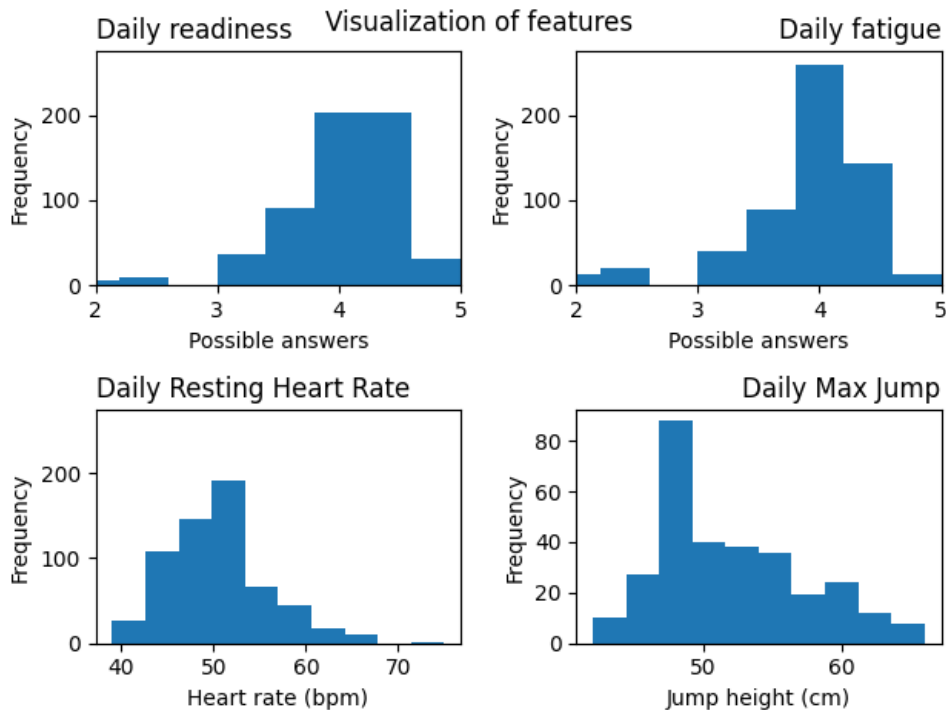 Visualization of features
Daily readiness
Frequency
200
100
0
2 3 4 5
Possible answers
Daily fatigue
Frequency
200
100
0
2 3 4 5
Possible answers
Daily Resting Heart Rate
Frequency
200
100
0
40 50 60 70
Heart rate (bpm)
Daily Max Jump
Frequency
80
60
40
20
0
50 60
Jump height (cm)